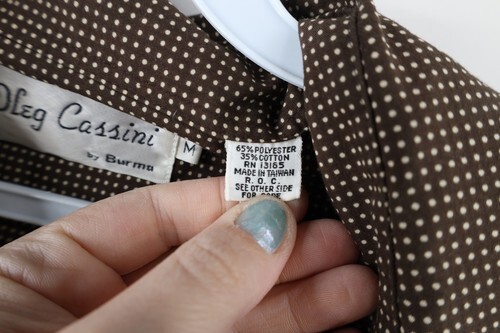 Oleg Cassini
by Burma
M
65% POLYESTER
35% COTTON
RN 13185
MADE IN TAIWAN
R. O. C.
SEE OTHER SIDE
FOR CARE